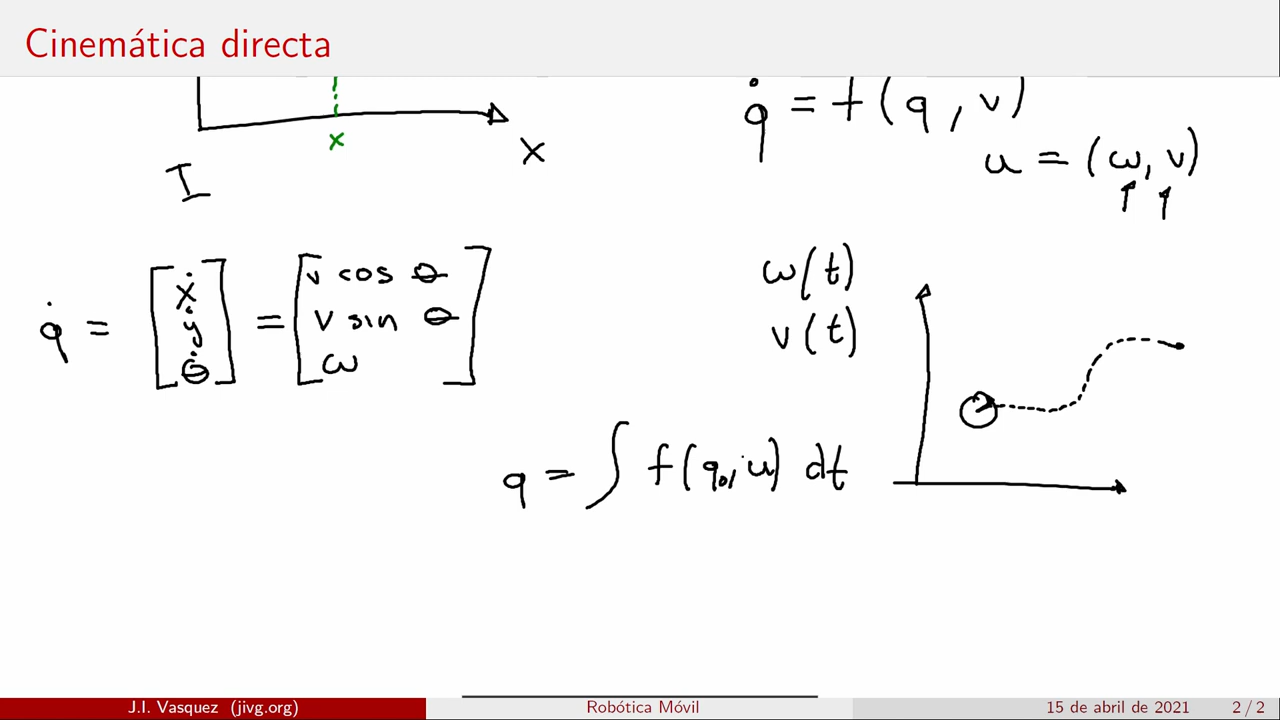 Cinemática directa
q̇ = f(q, v)
x
X
I
u = (ω, v)
q̇ = [ẋ ẏ θ̇] = [v cos θ
v sin θ
ω]
ω(t)
v(t)
q = ∫ f(q₀, u) dt
J.I. Vasquez (jivg.org) Robótica Móvil 15 de abril de 2021 2 / 2